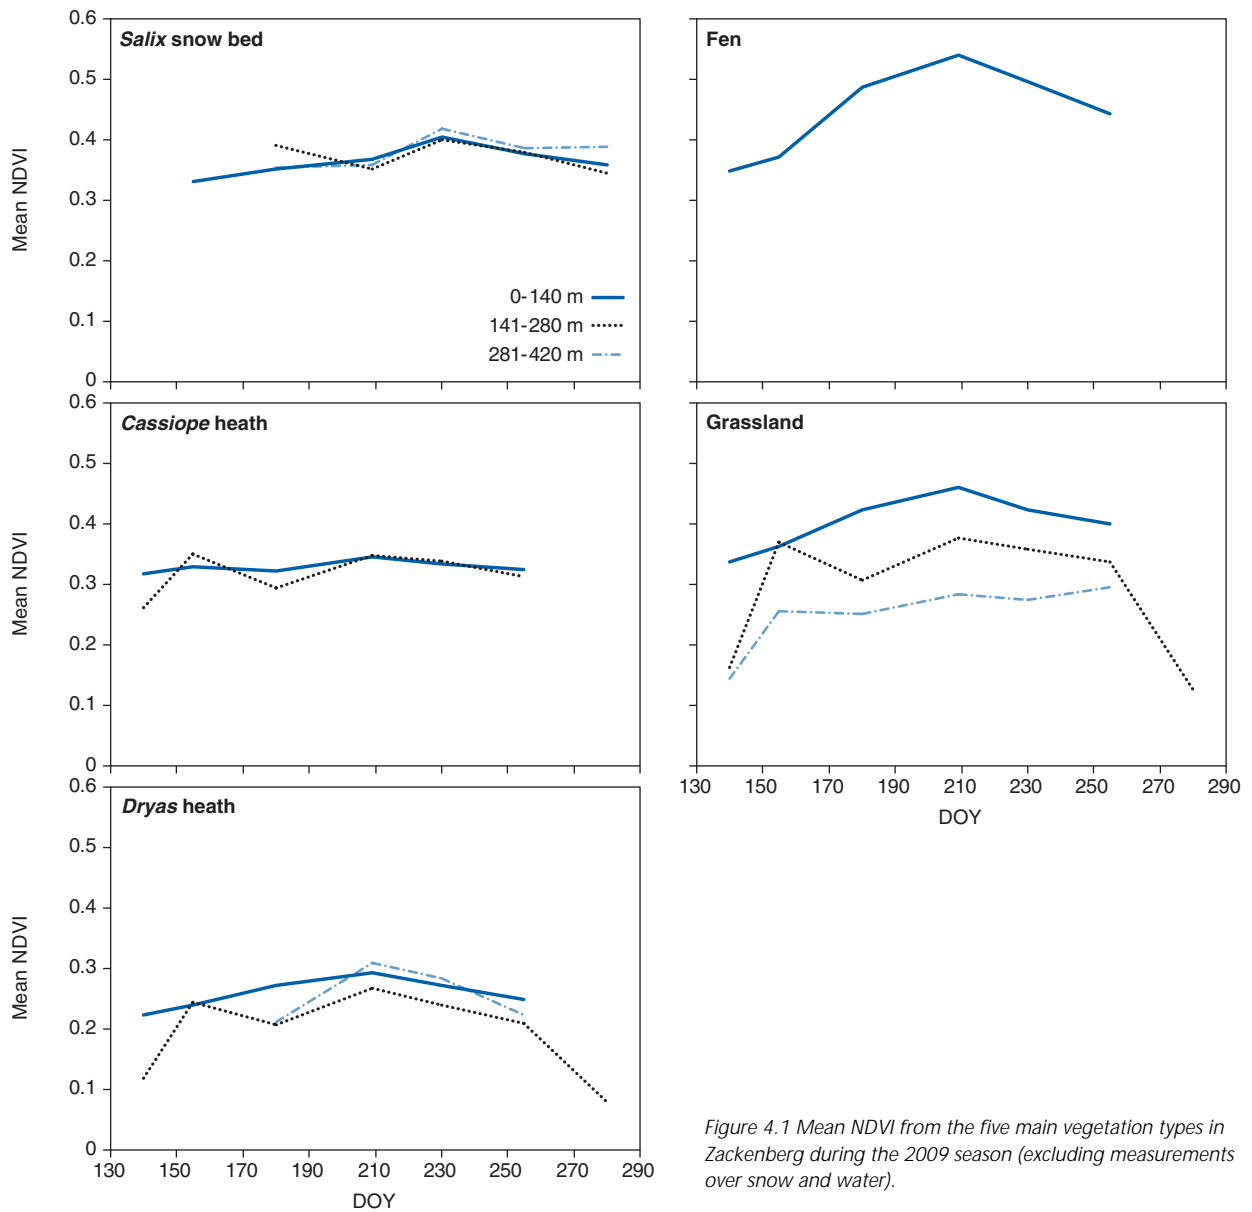 Salix snow bed
Mean NDVI
0.6
0.5
0.4
0.3
0.2
0.1
0
0-140 m
141-280 m
281-420 m
Fen
Cassiope heath
Mean NDVI
0.6
0.5
0.4
0.3
0.2
0.1
0
Grassland
130 150 170 190 210 230 250 270 290
DOY
Dryas heath
Mean NDVI
0.6
0.5
0.4
0.3
0.2
0.1
0
130 150 170 190 210 230 250 270 290
DOY
Figure 4.1 Mean NDVI from the five main vegetation types in
Zackenberg during the 2009 season (excluding measurements
over snow and water).